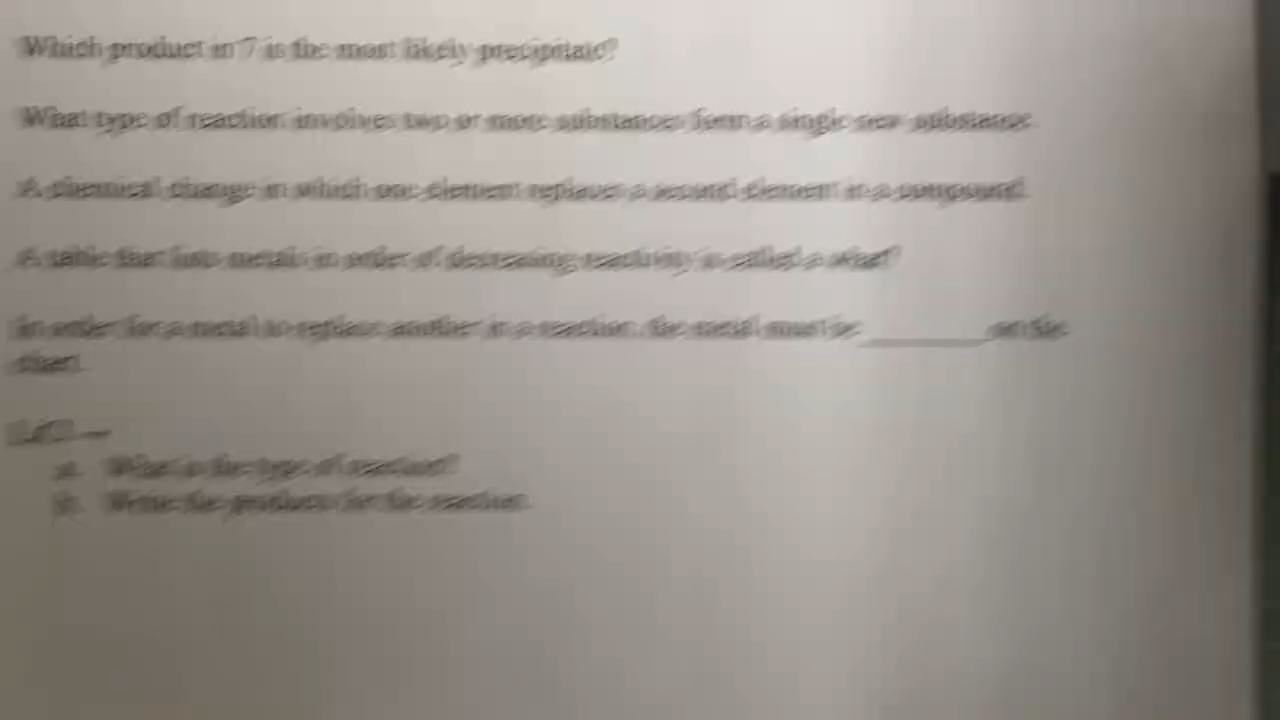 Which product in 7 is the most likely precipitate?
What type of reaction involves two or more substances form a single new substance.
A chemical change in which one element replaces a second element in a compound.
A table that lists metals in order of decreasing reactivity is called a what?
In order for a metal to replace another in a reaction, the metal must be ________ on the
chart.
a. What is the type of reaction?
b. Write the products for the reaction.